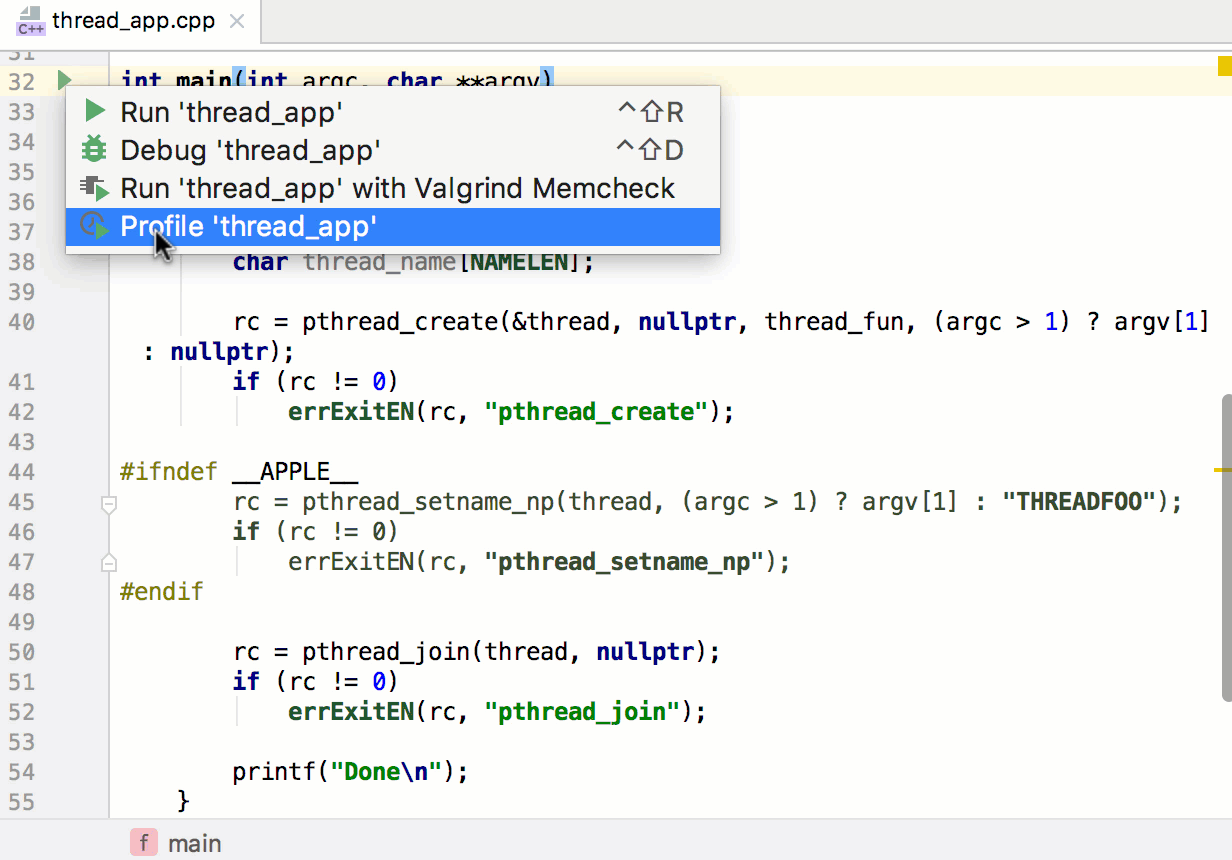 C++ thread_app.cpp
31
32 int main(int argc, char **argv)
33 Run 'thread_app' ^⇧R
34 Debug 'thread_app' ^⇧D
35
36 Run 'thread_app' with Valgrind Memcheck
37 Profile 'thread_app'
38 char thread_name[NAMELEN];
39
40 rc = pthread_create(&thread, nullptr, thread_fun, (argc > 1) ? argv[1]
: nullptr);
41 if (rc != 0)
42 errExitEN(rc, "pthread_create");
43
44 #ifndef __APPLE__
45 rc = pthread_setname_np(thread, (argc > 1) ? argv[1] : "THREADFOO");
46 if (rc != 0)
47 errExitEN(rc, "pthread_setname_np");
48 #endif
49
50 rc = pthread_join(thread, nullptr);
51 if (rc != 0)
52 errExitEN(rc, "pthread_join");
53
54 printf("Done\n");
55 }
f main